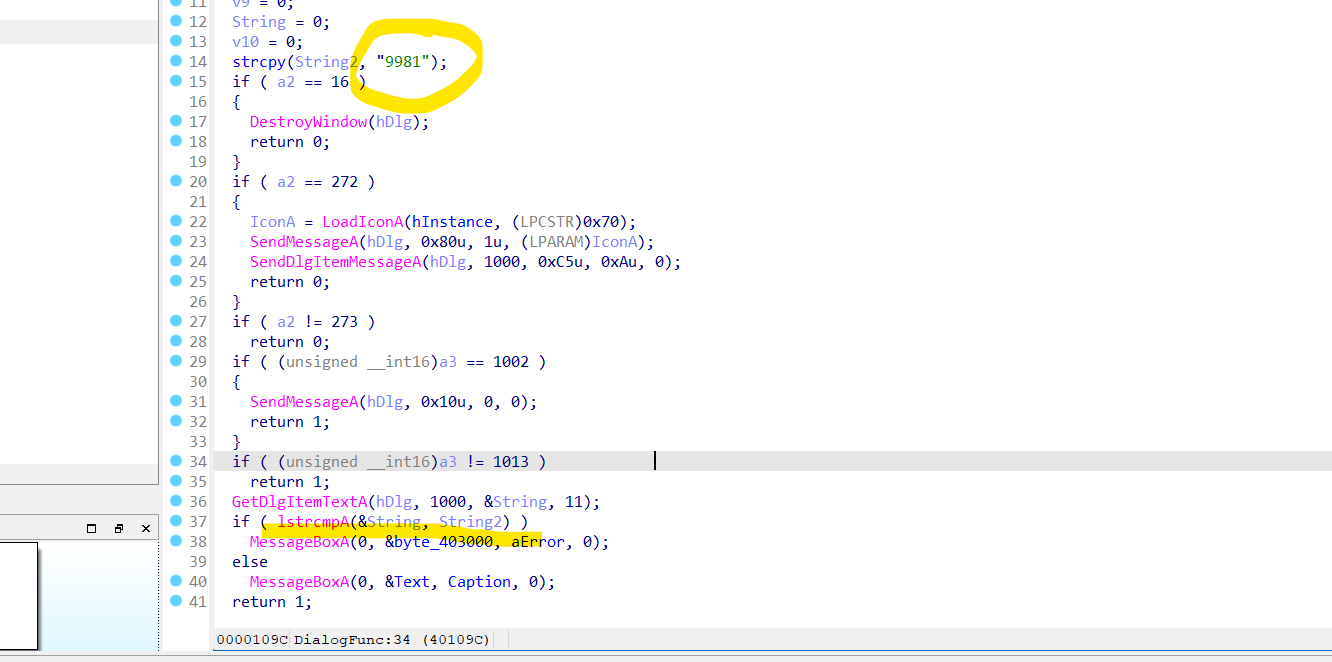 11 v9 = 0;
12 String = 0;
13 v10 = 0;
14 strcpy(String2, "9981");
15 if ( a2 == 16 )
16 {
17 DestroyWindow(hDlg);
18 return 0;
19 }
20 if ( a2 == 272 )
21 {
22 IconA = LoadIconA(hInstance, (LPCSTR)0x70);
23 SendMessageA(hDlg, 0x80u, 1u, (LPARAM)IconA);
24 SendDlgItemMessageA(hDlg, 1000, 0xC5u, 0xAu, 0);
25 return 0;
26 }
27 if ( a2 != 273 )
28 return 0;
29 if ( (unsigned __int16)a3 == 1002 )
30 {
31 SendMessageA(hDlg, 0x10u, 0, 0);
32 return 1;
33 }
34 if ( (unsigned __int16)a3 != 1013 )
35 return 1;
36 GetDlgItemTextA(hDlg, 1000, &String, 11);
37 if ( lstrcmpA(&String, String2) )
38 MessageBoxA(0, &byte_403000, aError, 0);
39 else
40 MessageBoxA(0, &Text, Caption, 0);
41 return 1;
0000109C DialogFunc:34 (40109C)